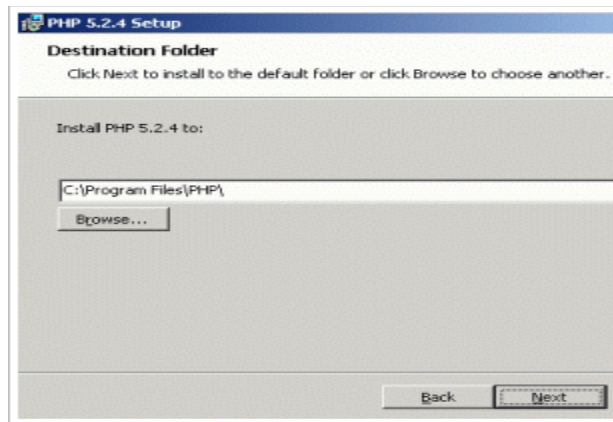 PHP 5.2.4 Setup
Destination Folder
Click Next to install to the default folder or click Browse to choose another.
Install PHP 5.2.4 to:
C:\Program Files\PHP\
Browse...
Back Next